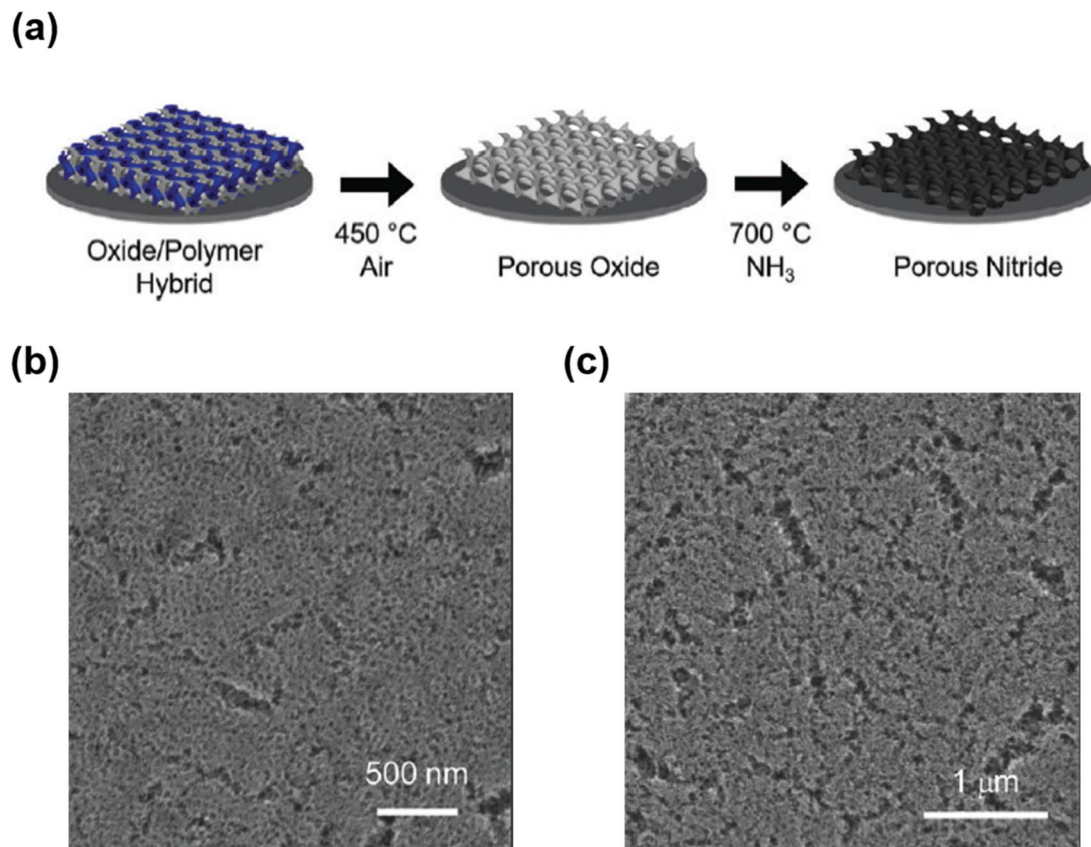 (a)
450 °C
700 °C
Oxide/Polymer
Hybrid
Air
Porous Oxide
NH₃
Porous Nitride
(b)
(c)
500 nm
1 μm